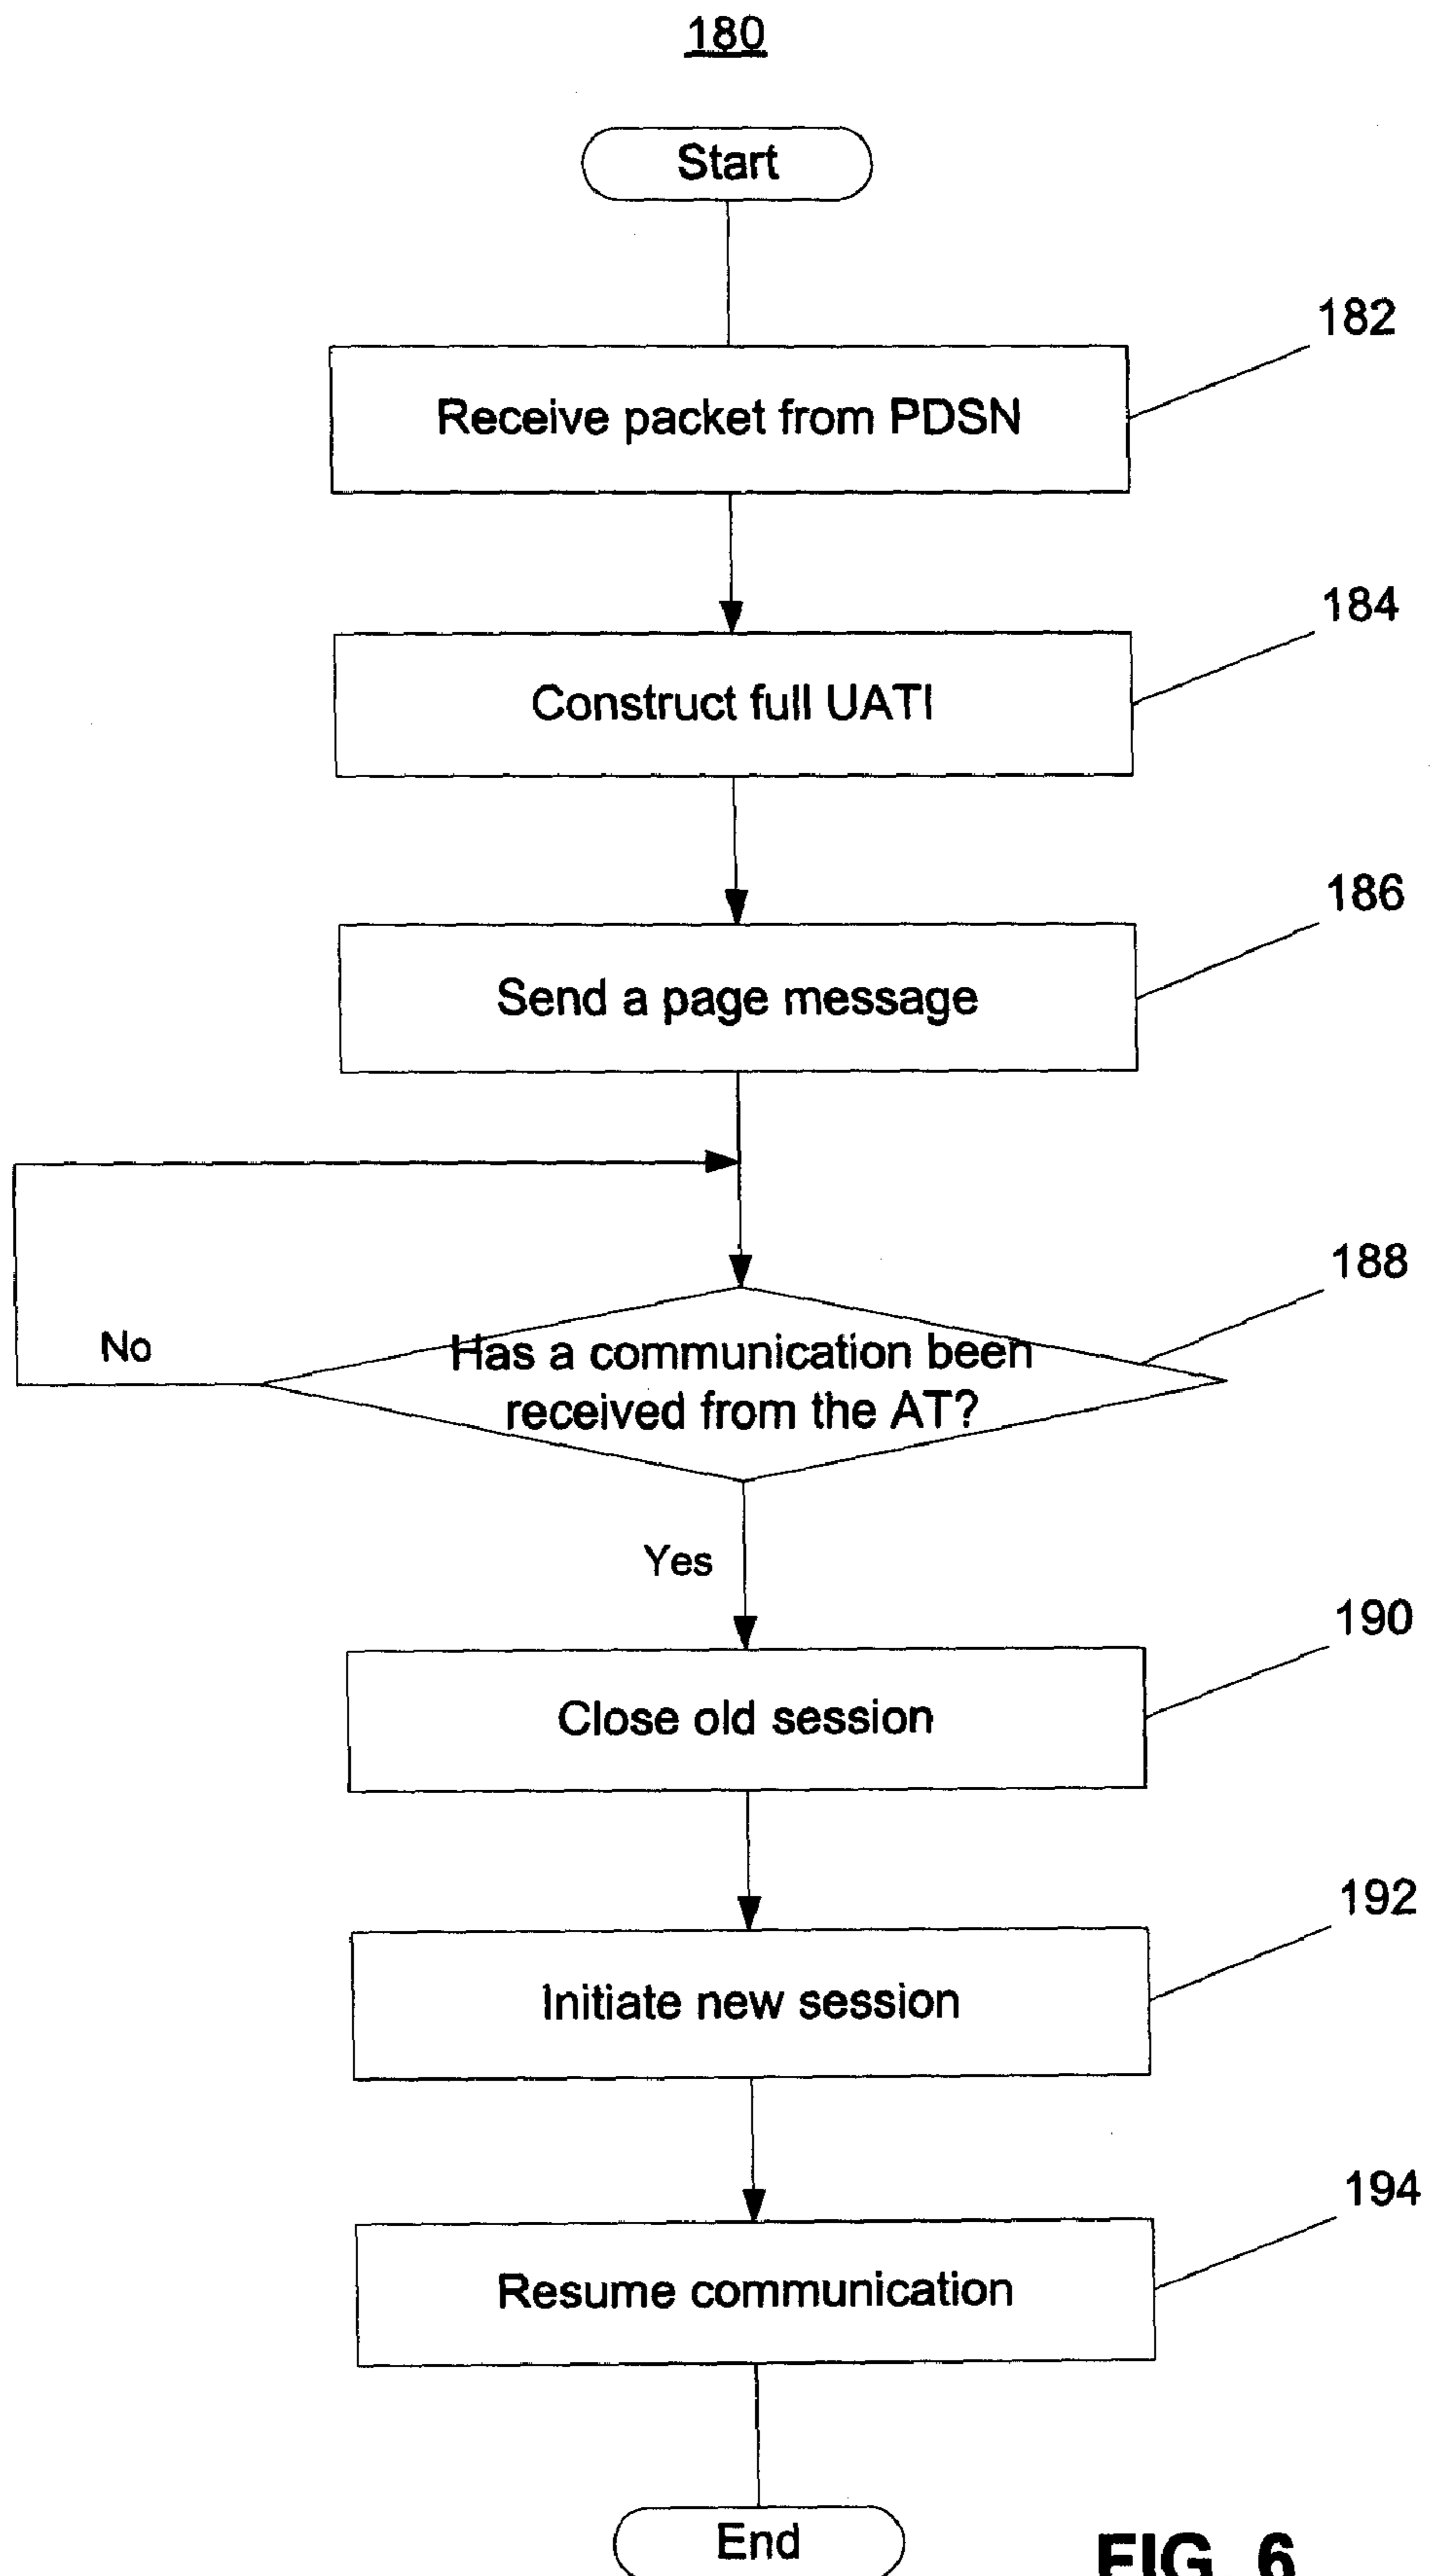 180
Start
182
Receive packet from PDSN
184
Construct full UATI
186
Send a page message
188
No
Has a communication been
received from the AT?
Yes
190
Close old session
192
Initiate new session
194
Resume communication
End
FIG. 6